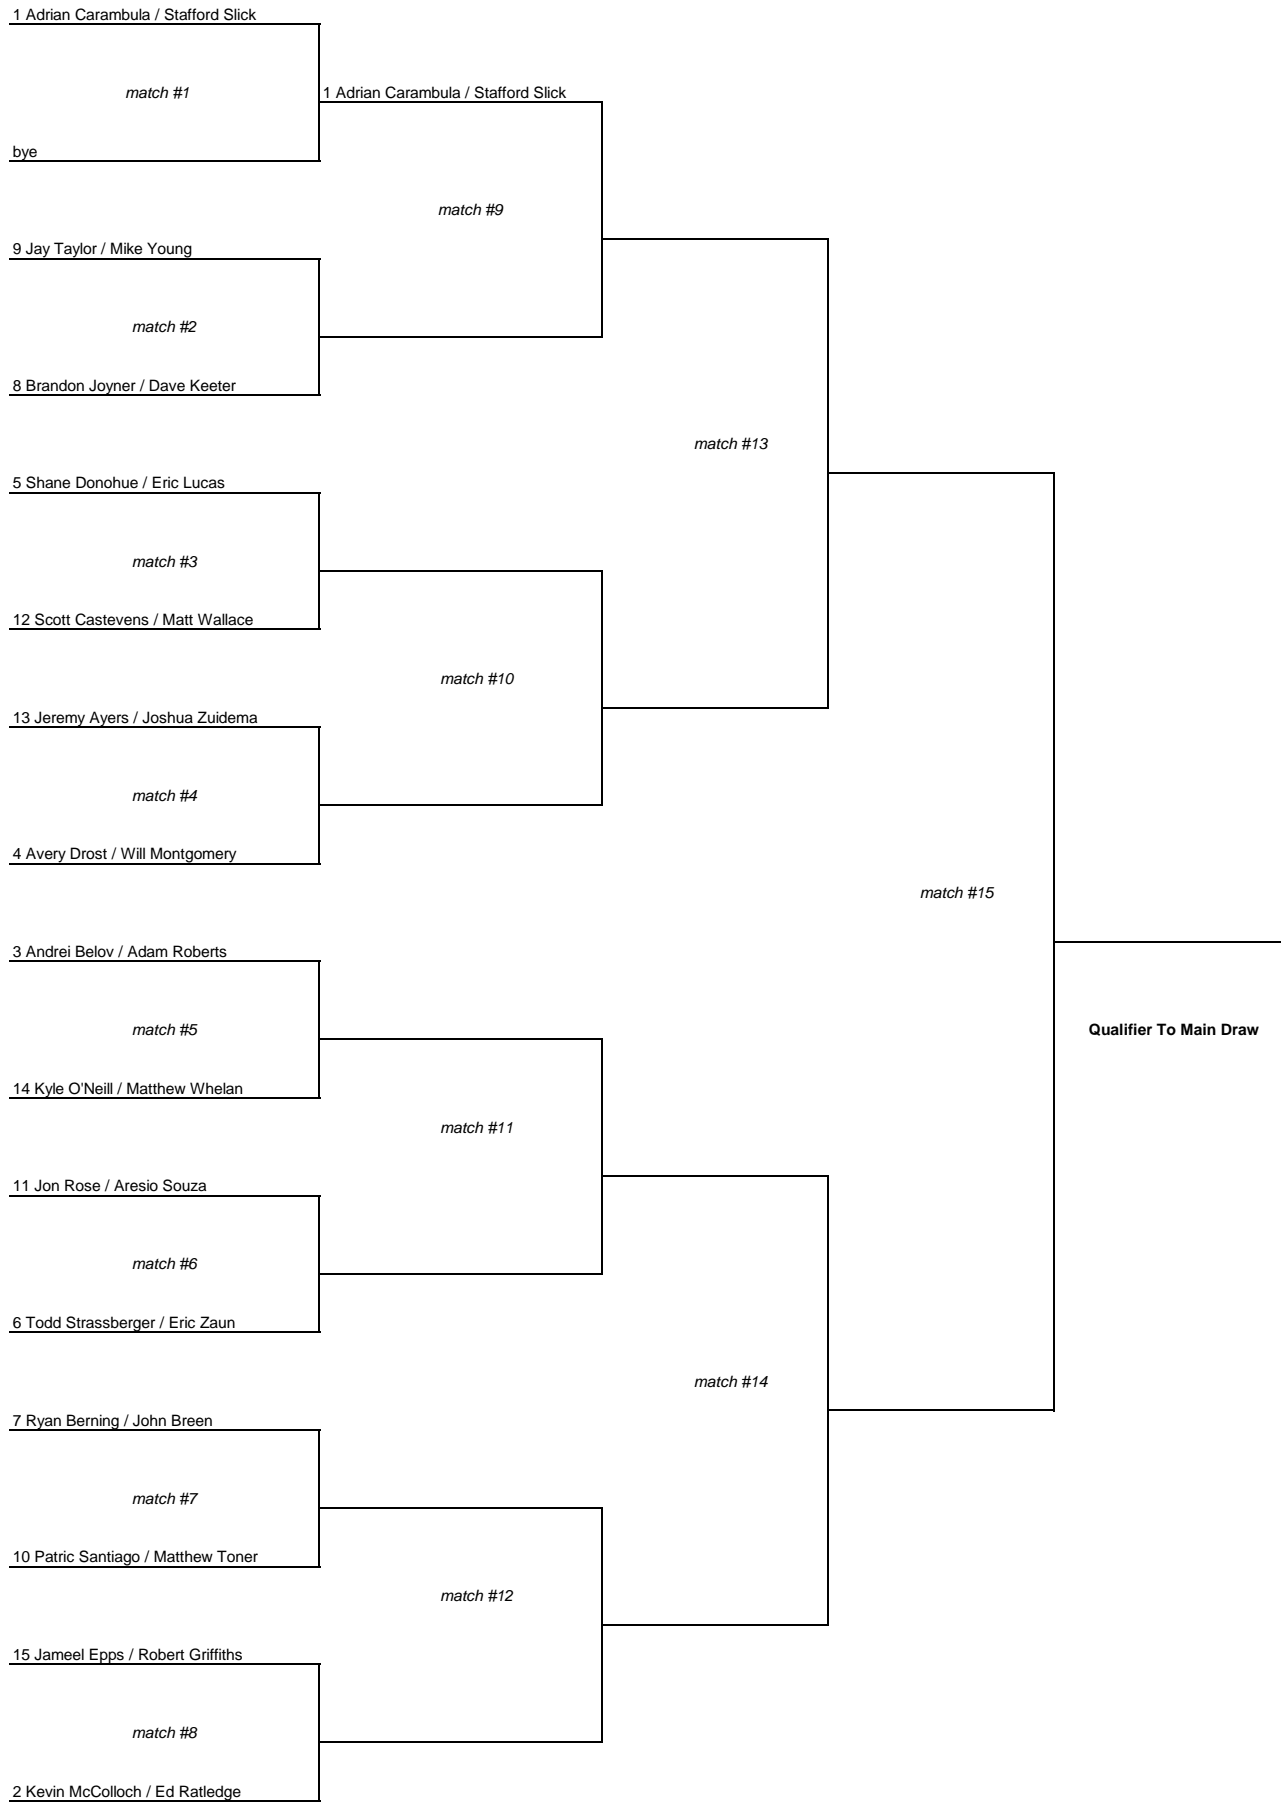 1 Adrian Carambula / Stafford Slick
match #1
1 Adrian Carambula / Stafford Slick
bye
match #9
9 Jay Taylor / Mike Young
match #2
8 Brandon Joyner / Dave Keeter
match #13
5 Shane Donohue / Eric Lucas
match #3
12 Scott Castevens / Matt Wallace
match #10
13 Jeremy Ayers / Joshua Zuidema
match #4
4 Avery Drost / Will Montgomery
match #15
3 Andrei Belov / Adam Roberts
match #5
Qualifier To Main Draw
14 Kyle O'Neill / Matthew Whelan
match #11
11 Jon Rose / Aresio Souza
match #6
6 Todd Strassberger / Eric Zaun
match #14
7 Ryan Berning / John Breen
match #7
10 Patric Santiago / Matthew Toner
match #12
15 Jameel Epps / Robert Griffiths
match #8
2 Kevin McColloch / Ed Ratledge